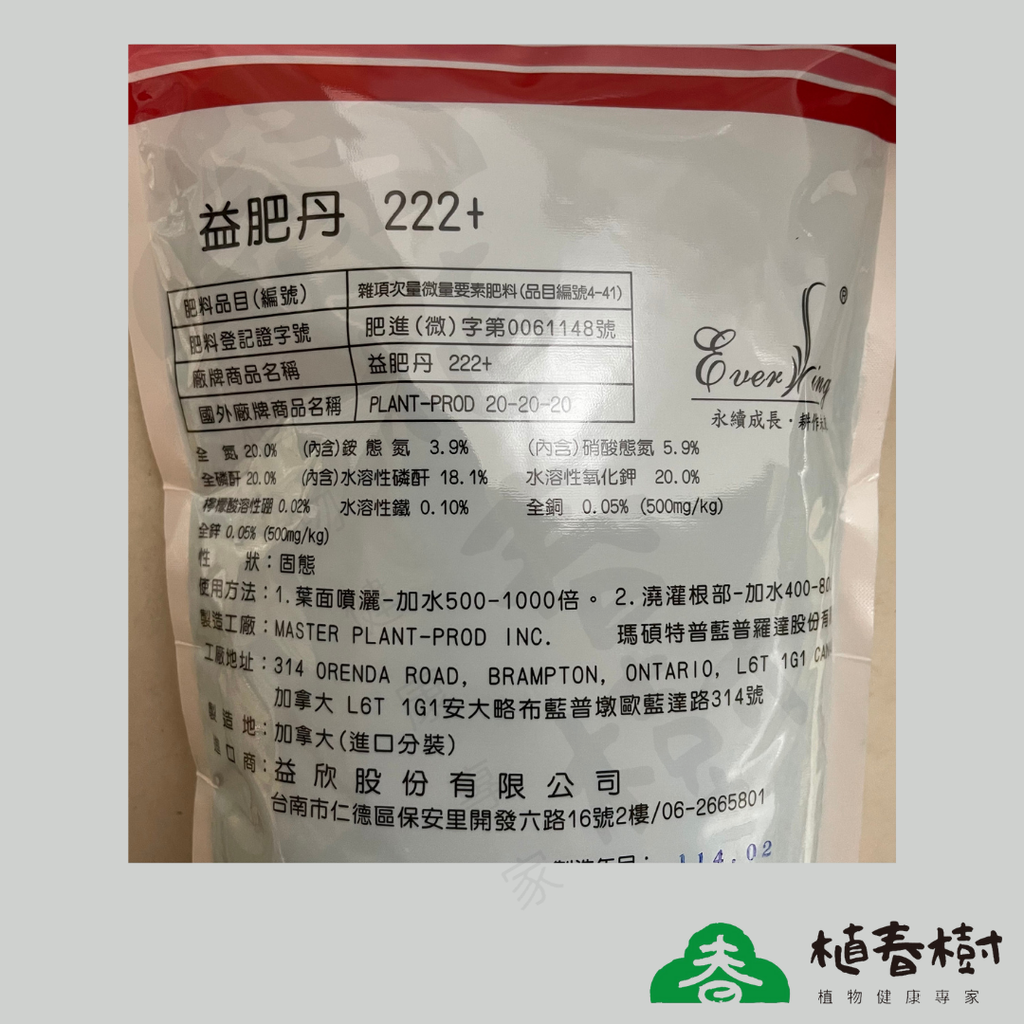 益肥丹 222+
肥料品目(編號) 雜項次量微量要素肥料(品目編號4-41)
肥料登記證字號 肥進(微)字第0061148號
廠牌商品名稱 益肥丹 222+
國外廠牌商品名稱 PLANT-PROD 20-20-20
Ever Wing ®
永續成長·耕作
全 氮 20.0% (內含)銨態氮 3.9% (內含)硝酸態氮 5.9%
全磷酐 20.0% (內含)水溶性磷酐 18.1% 水溶性氧化鉀 20.0%
檸檬酸溶性硼 0.02% 水溶性鐵 0.10% 全銅 0.05% (500mg/kg)
全鋅 0.05% (500mg/kg)
性 狀：固態
使用方法：1.葉面噴灑-加水500-1000倍。 2.澆灌根部-加水400-80
製造工廠：MASTER PLANT-PROD INC. 瑪碩特普藍普羅達股份有
工廠地址：314 ORENDA ROAD, BRAMPTON, ONTARIO, L6T 1G1 CAN
加拿大 L6T 1G1安大略布藍普墩歐藍達路314號
製造地：加拿大(進口分裝)
進口商：益欣股份有限公司
台南市仁德區保安里開發六路16號2樓/06-2665801
製造年月： 114.02
春
植春樹
植物健康專家